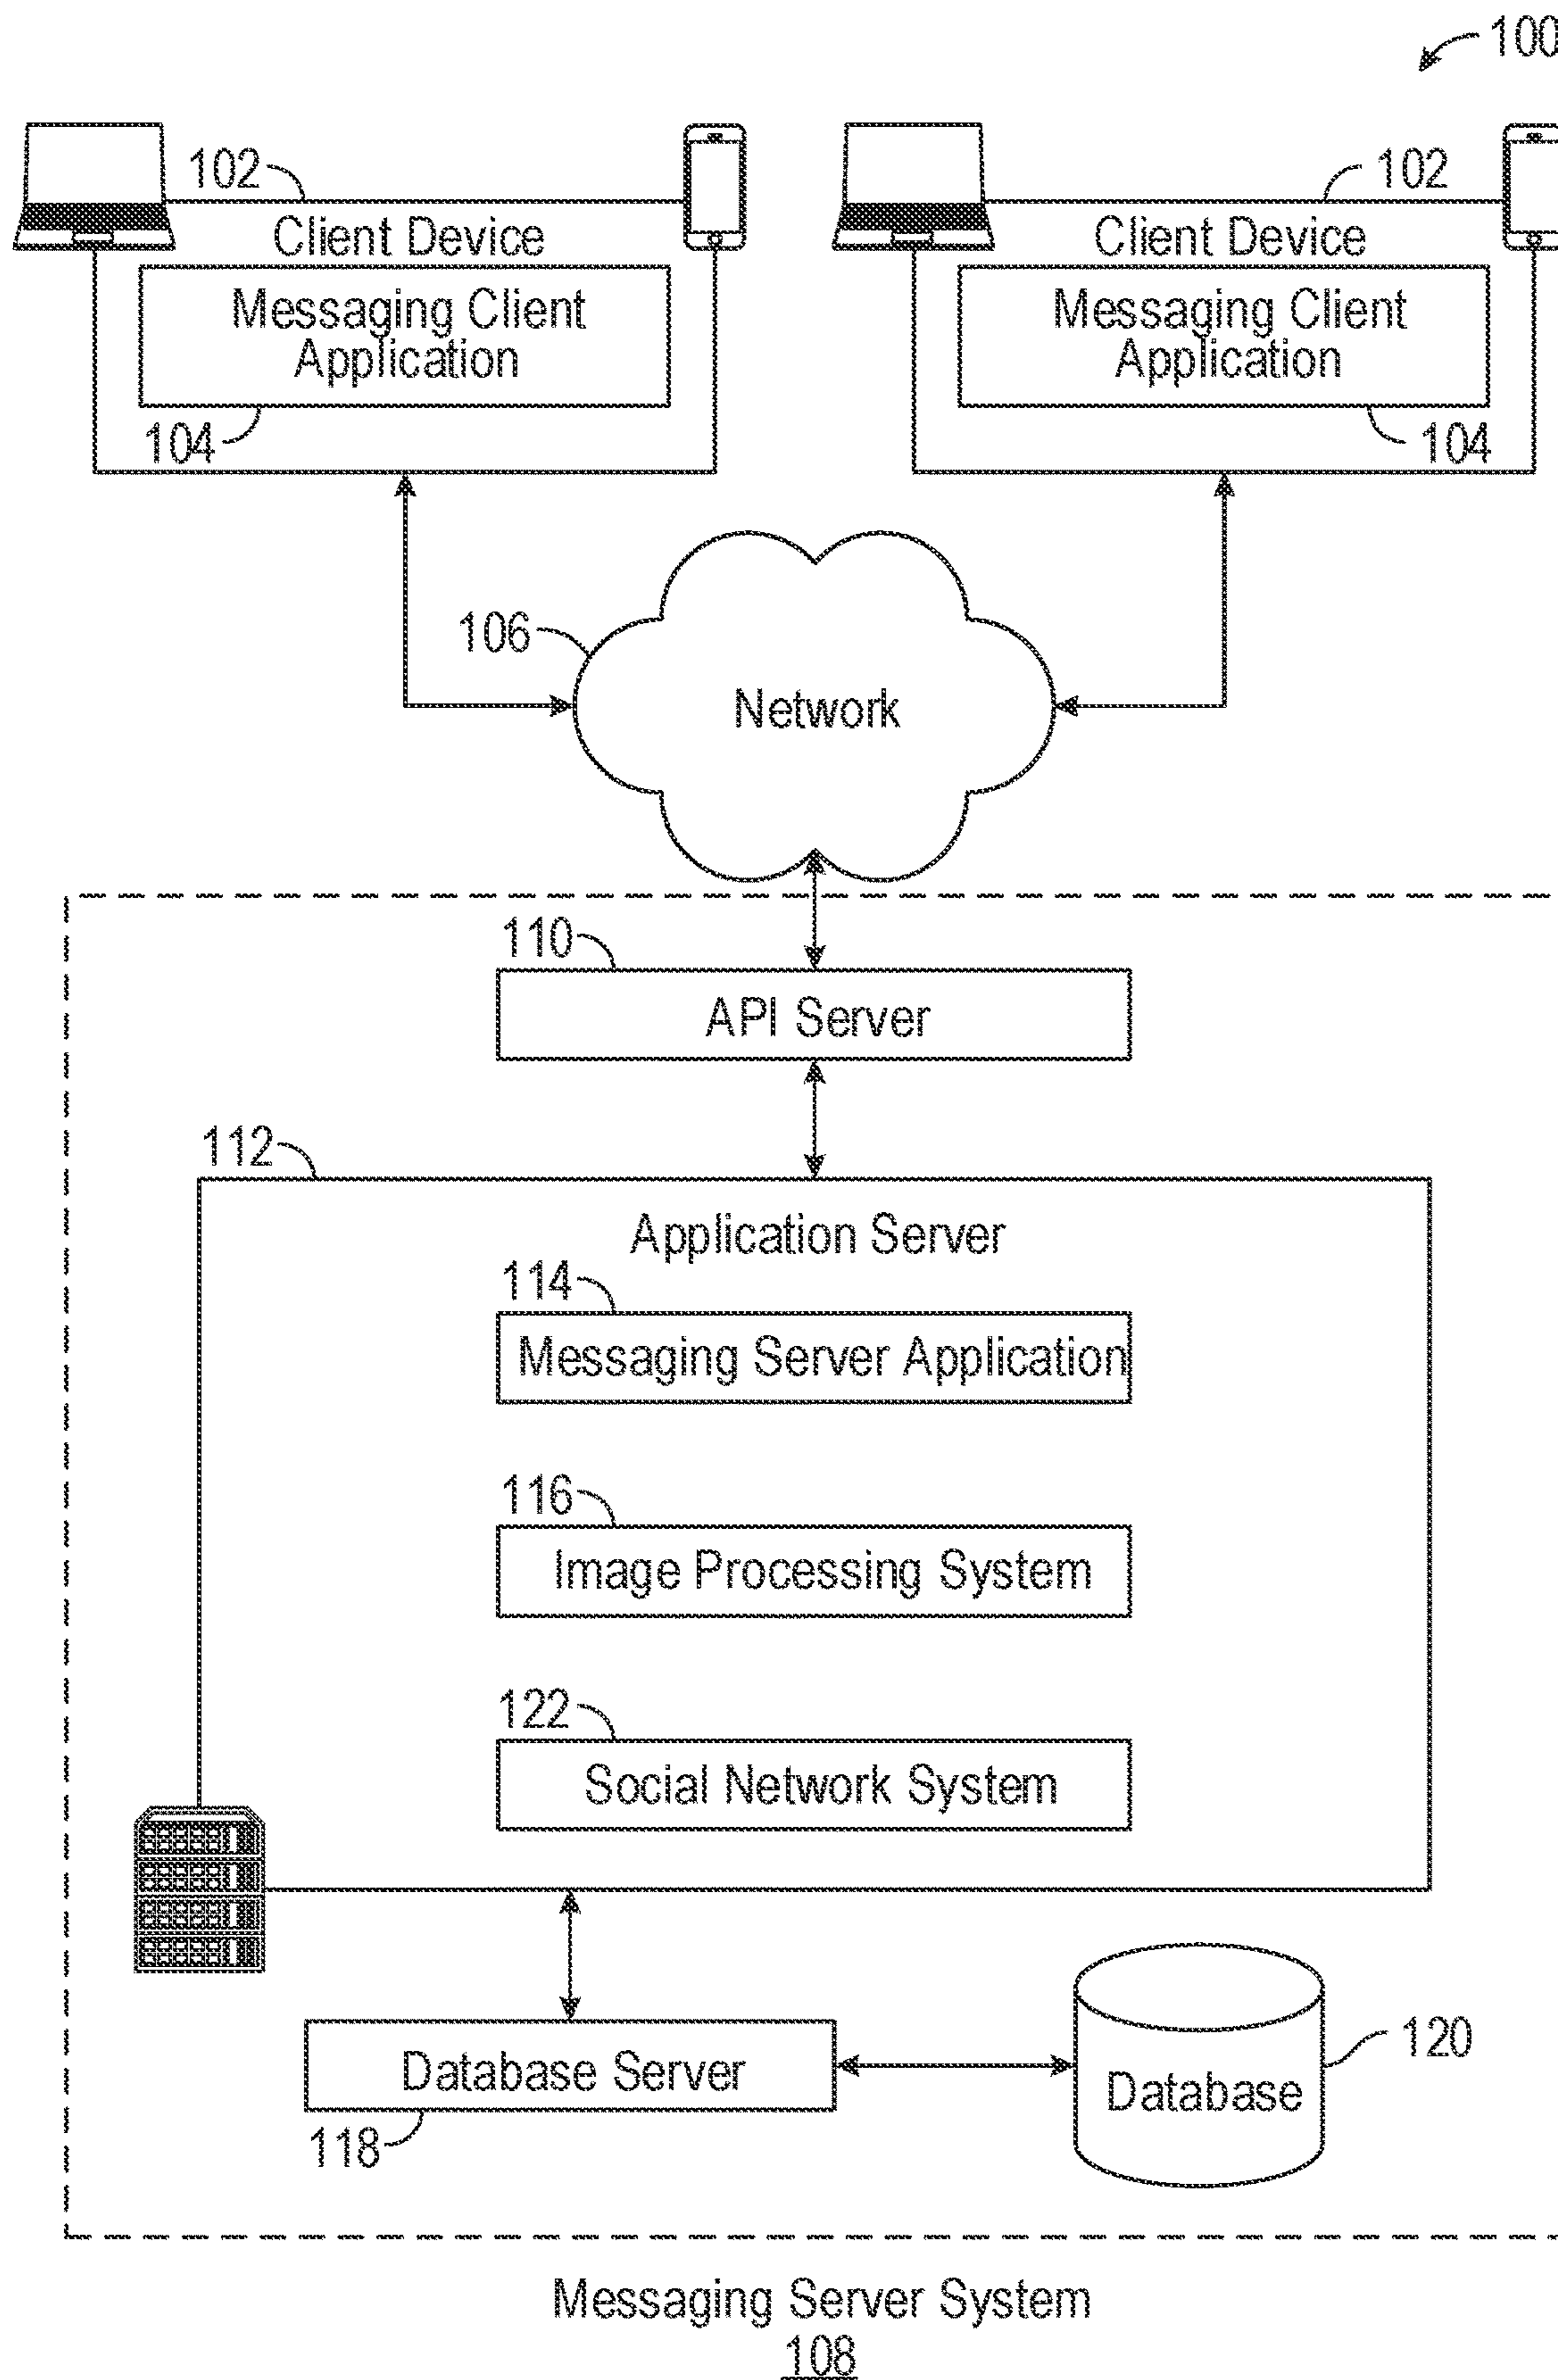 100
102
102
Client Device
Client Device
Messaging Client
Application
Messaging Client
Application
104
104
106
Network
110
API Server
112
Application Server
114
Messaging Server Application
116
Image Processing System
122
Social Network System
Database Server
118
Database
120
Messaging Server System
108